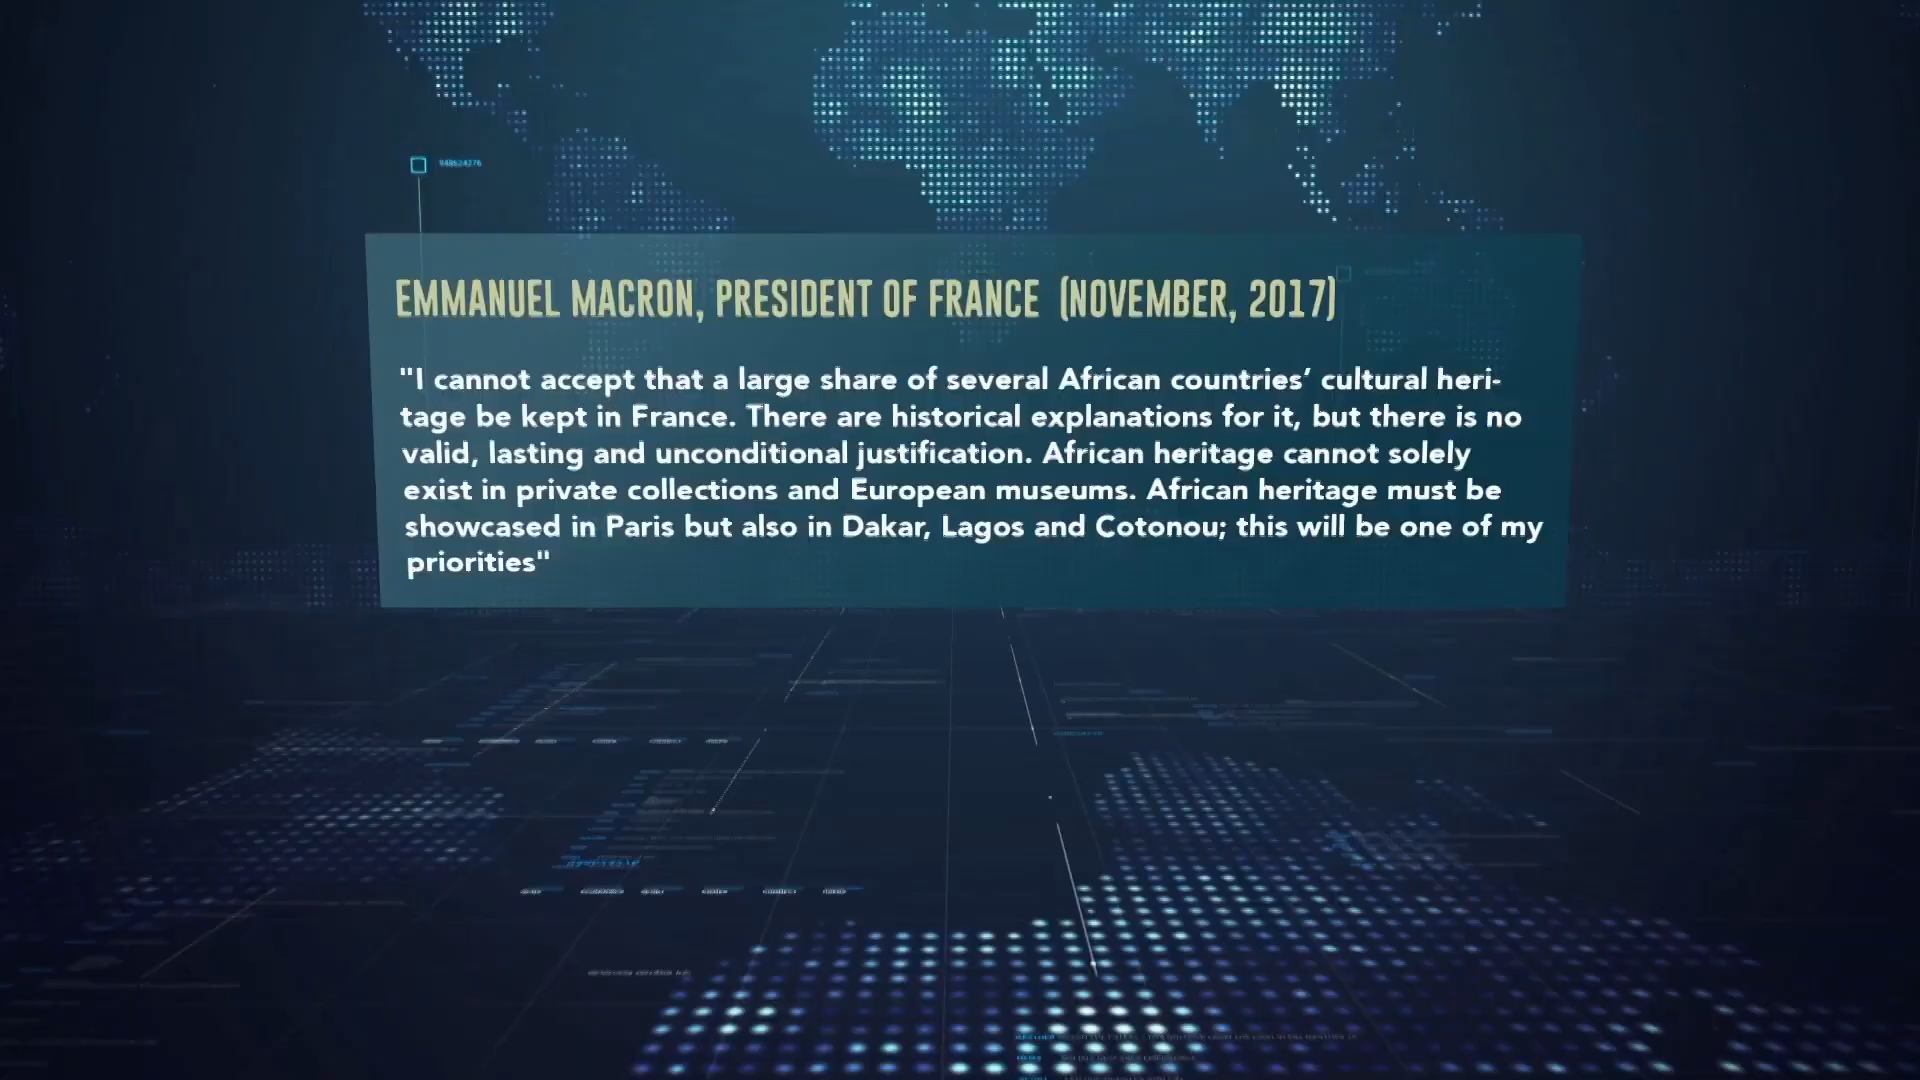 EMMANUEL MACRON, PRESIDENT OF FRANCE (NOVEMBER, 2017)
"I cannot accept that a large share of several African countries’ cultural heri-
tage be kept in France. There are historical explanations for it, but there is no
valid, lasting and unconditional justification. African heritage cannot solely
exist in private collections and European museums. African heritage must be
showcased in Paris but also in Dakar, Lagos and Cotonou; this will be one of my
priorities"